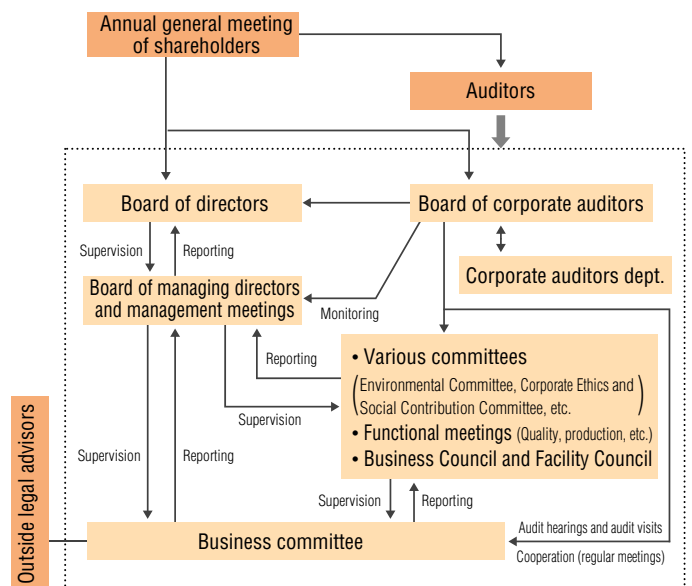 Annual general meeting
of shareholders
Auditors
Board of directors
Board of corporate auditors
Supervision
Reporting
Corporate auditors dept.
Board of managing directors
and management meetings
Monitoring
Reporting
Supervision
• Various committees
(Environmental Committee, Corporate Ethics and
Social Contribution Committee, etc.)
• Functional meetings (Quality, production, etc.)
• Business Council and Facility Council
Supervision
Reporting
Supervision
Reporting
Outside legal advisors
Business committee
Audit hearings and audit visits
Cooperation (regular meetings)